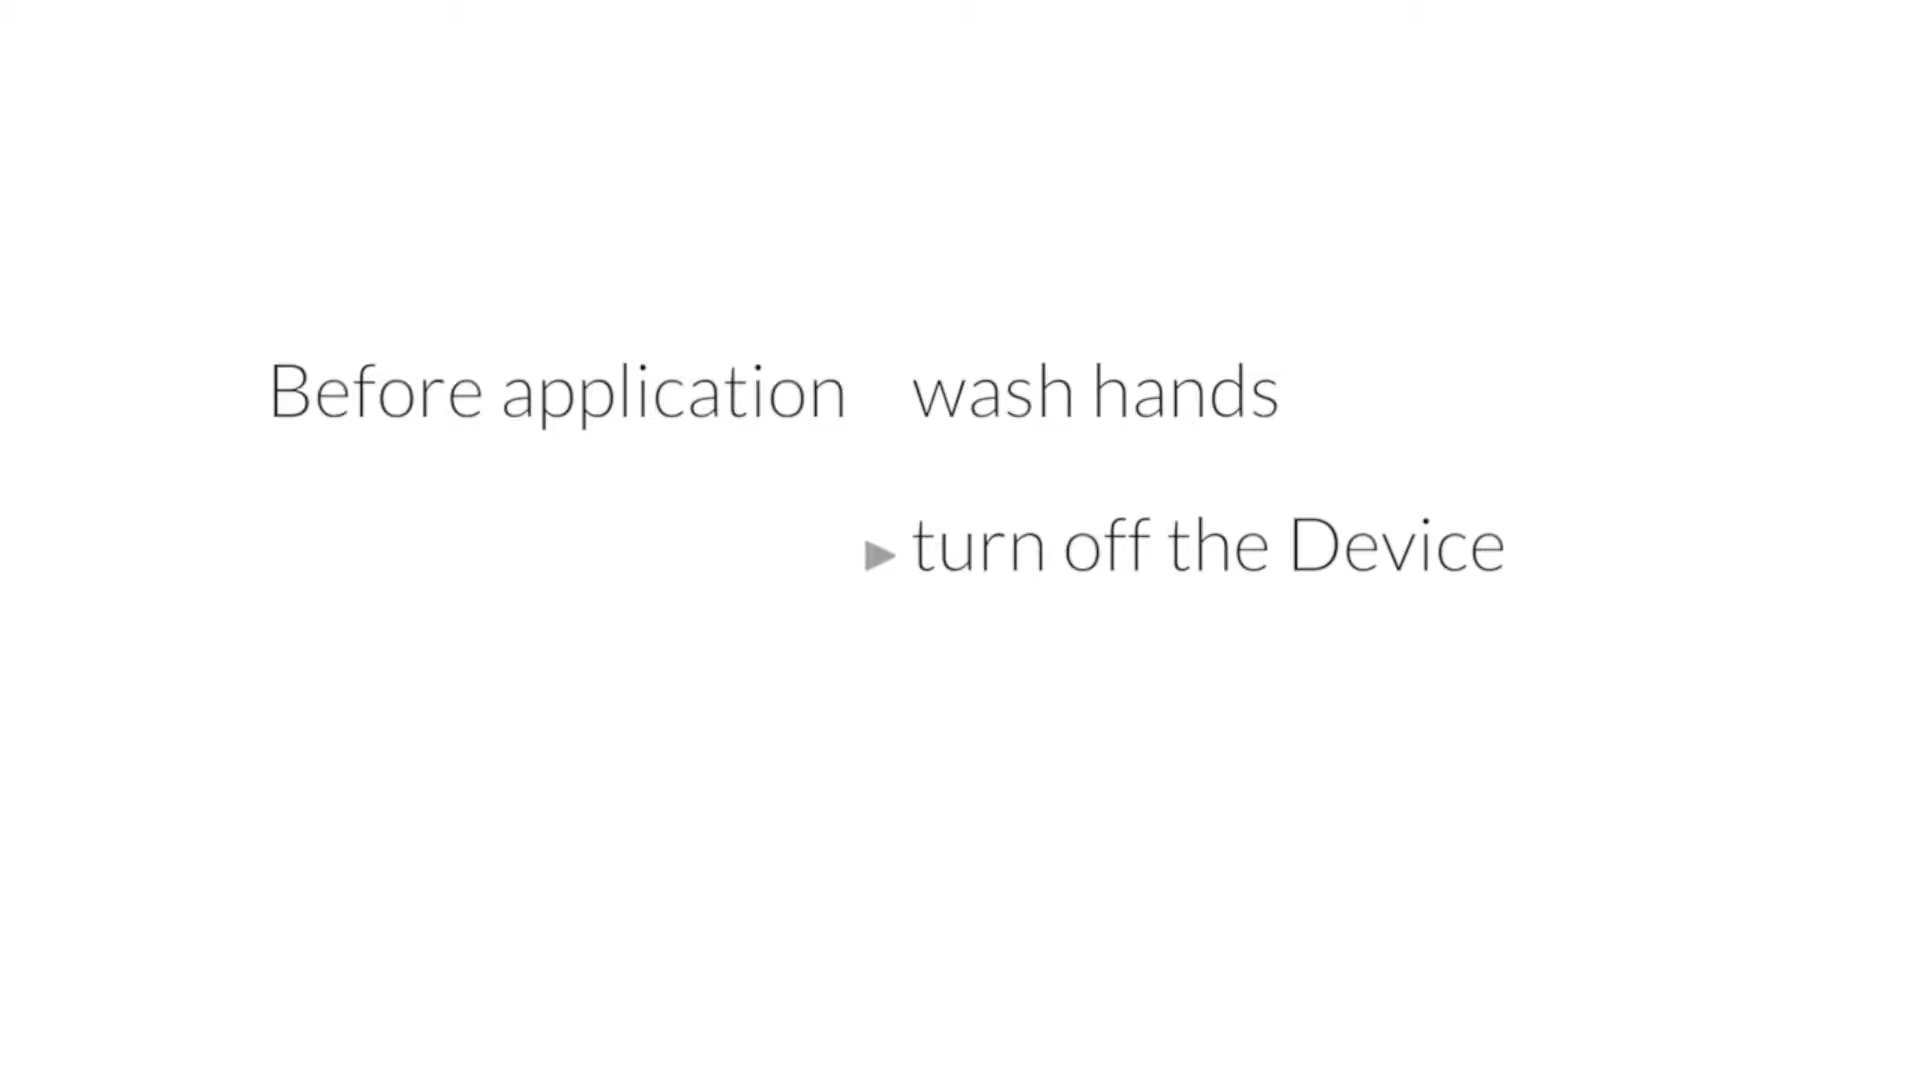 Before application wash hands
▶ turn off the Device